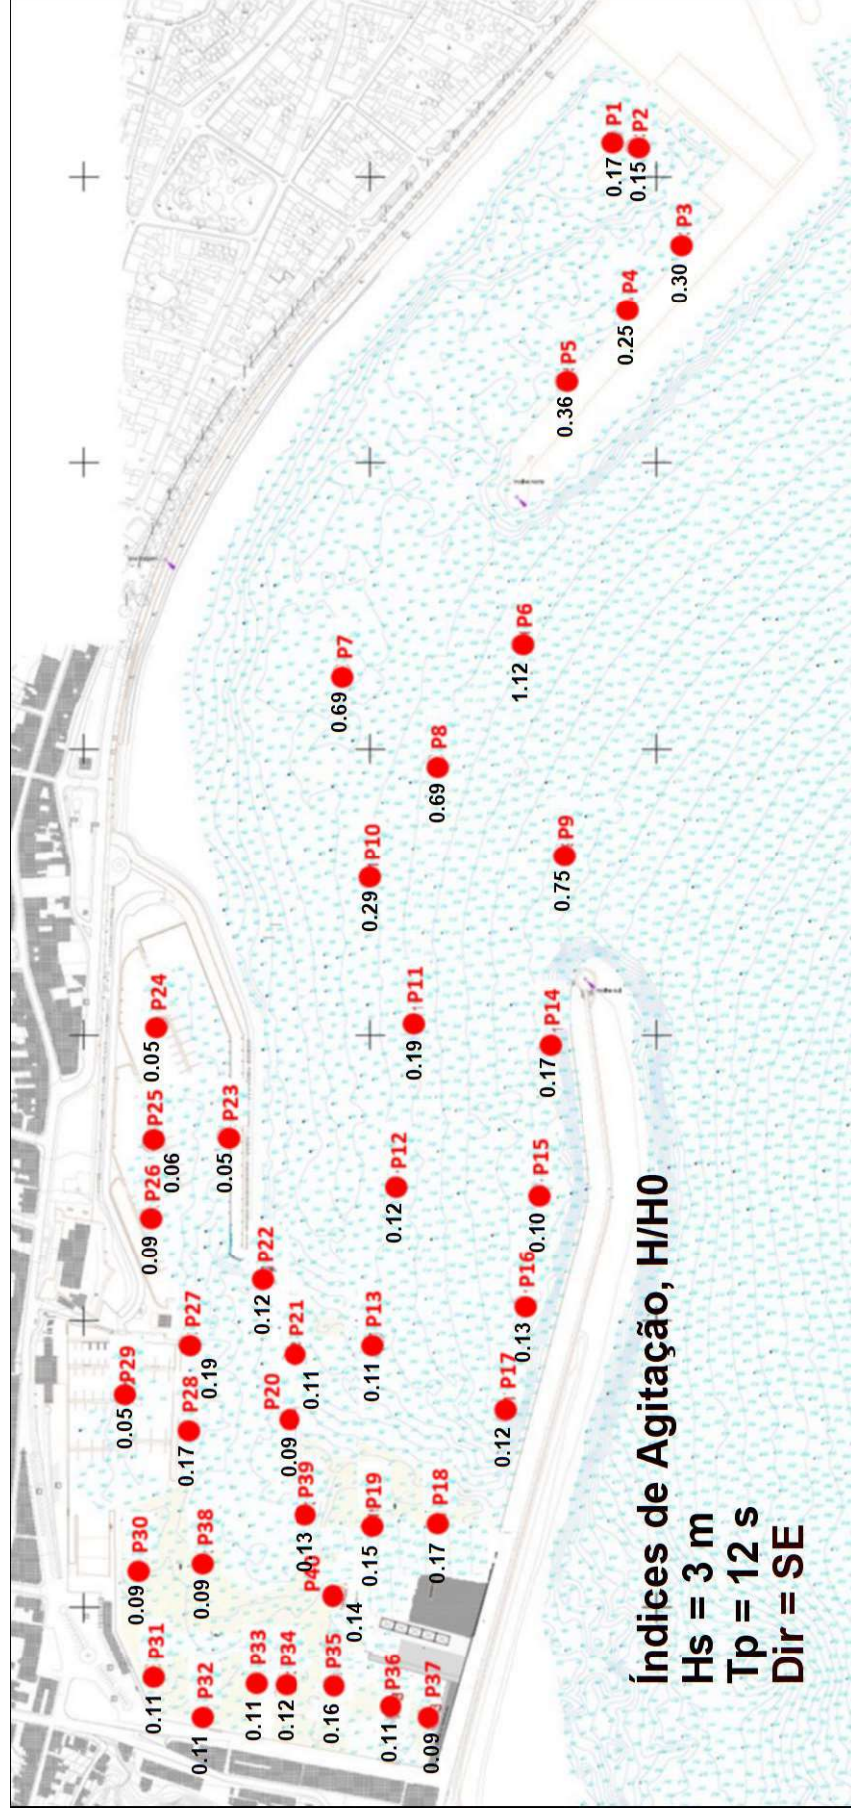 P1
0.17
P2
0.15
P3
0.30
P4
0.25
P5
0.36
P6
1.12
P7
0.69
P8
0.69
P9
0.75
P10
0.29
P11
0.19
P12
0.12
P13
0.11
P14
0.17
P15
0.10
P16
0.13
P17
0.12
P18
0.17
P19
0.15
P20
0.09
P21
0.11
P22
0.12
P23
0.05
P24
0.05
P25
0.06
P26
0.09
P27
0.19
P28
0.17
P29
0.05
P30
0.09
P31
0.11
P32
0.11
P33
0.11
P34
0.12
P35
0.16
P36
0.11
P37
0.09
P38
0.09
P39
0.13
P40
0.14
Índices de Agitação, H/H0
Hs = 3 m
Tp = 12 s
Dir = SE